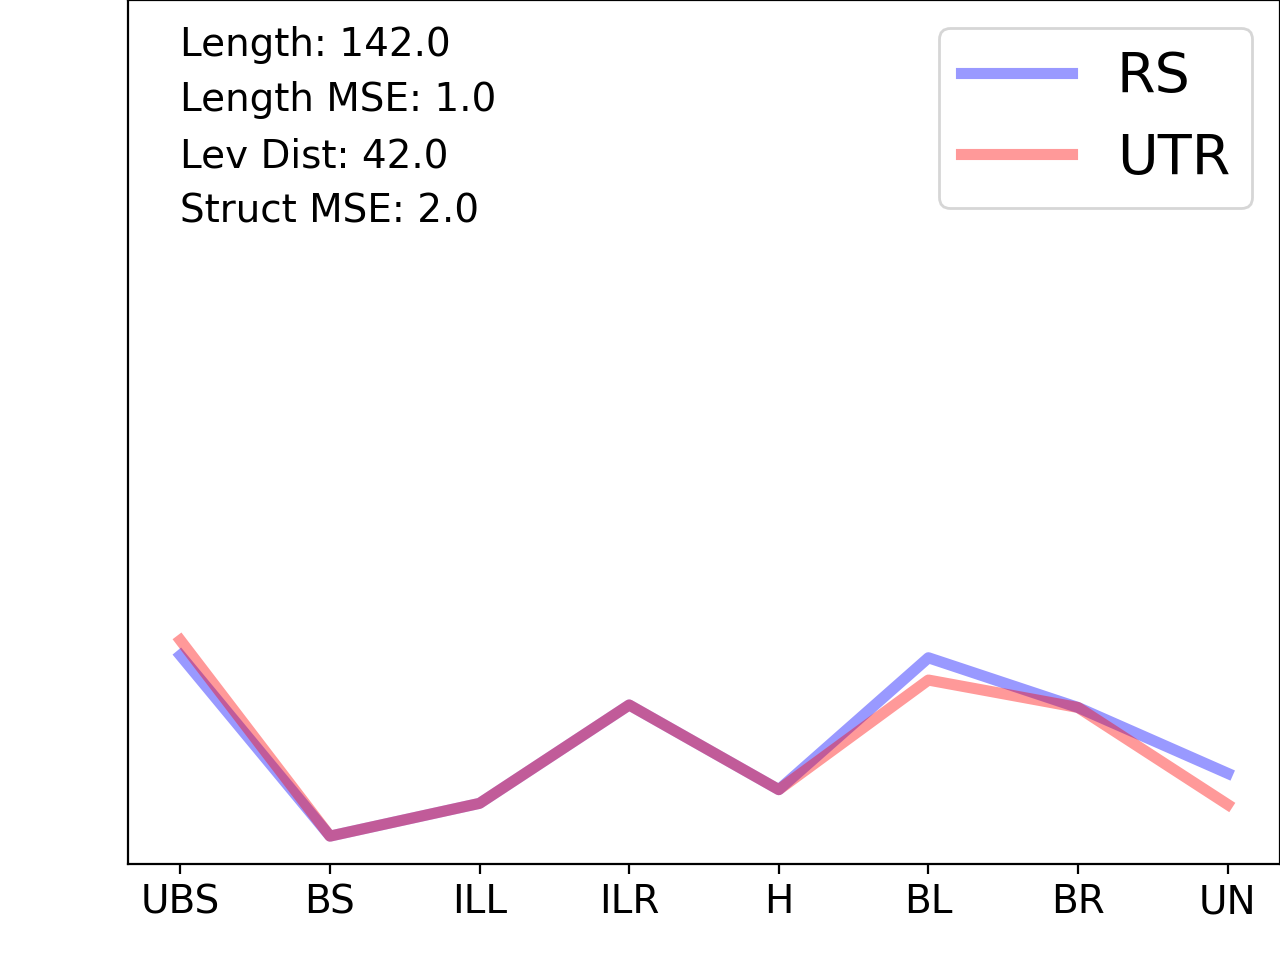 Length: 142.0
Length MSE: 1.0
Lev Dist: 42.0
Struct MSE: 2.0
RS
UTR
UBS BS ILL ILR H BL BR UN